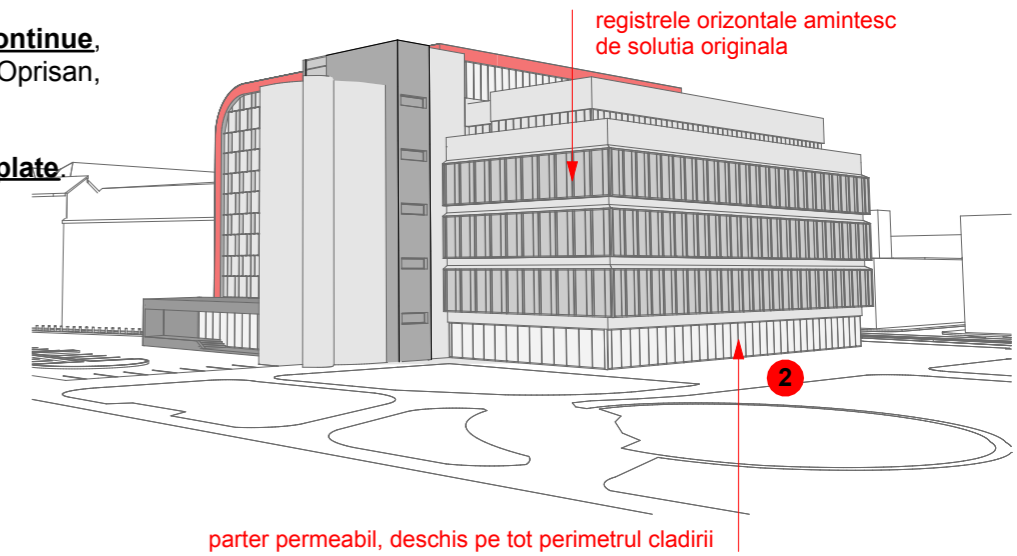 ontinue,
Oprisan,
plate.
registrele orizontale amintesc
de solutia originala
2
parter permeabil, deschis pe tot perimetrul cladirii